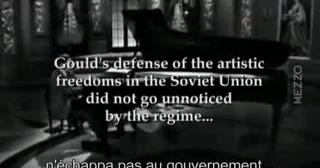 Gould's defense of the artistic
freedoms in the Soviet Union
did not go unnoticed
by the regime...
MEZZO
n'échappa pas au gouvernement